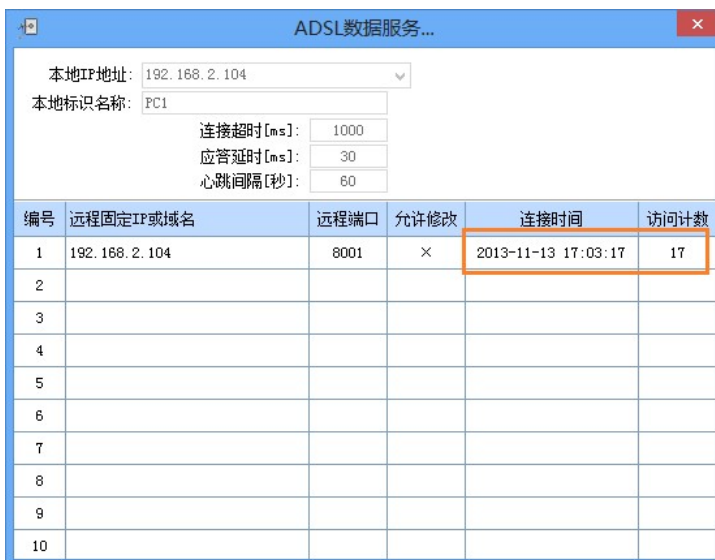 ADSL数据服务...
本地IP地址: 192.168.2.104
本地标识名称: PC1
连接超时[ms]: 1000
应答延时[ms]: 30
心跳间隔[秒]: 60
编号 远程固定IP或域名 远程端口 允许修改 连接时间 访问计数
1 192.168.2.104 8001 × 2013-11-13 17:03:17 17
2
3
4
5
6
7
8
9
10